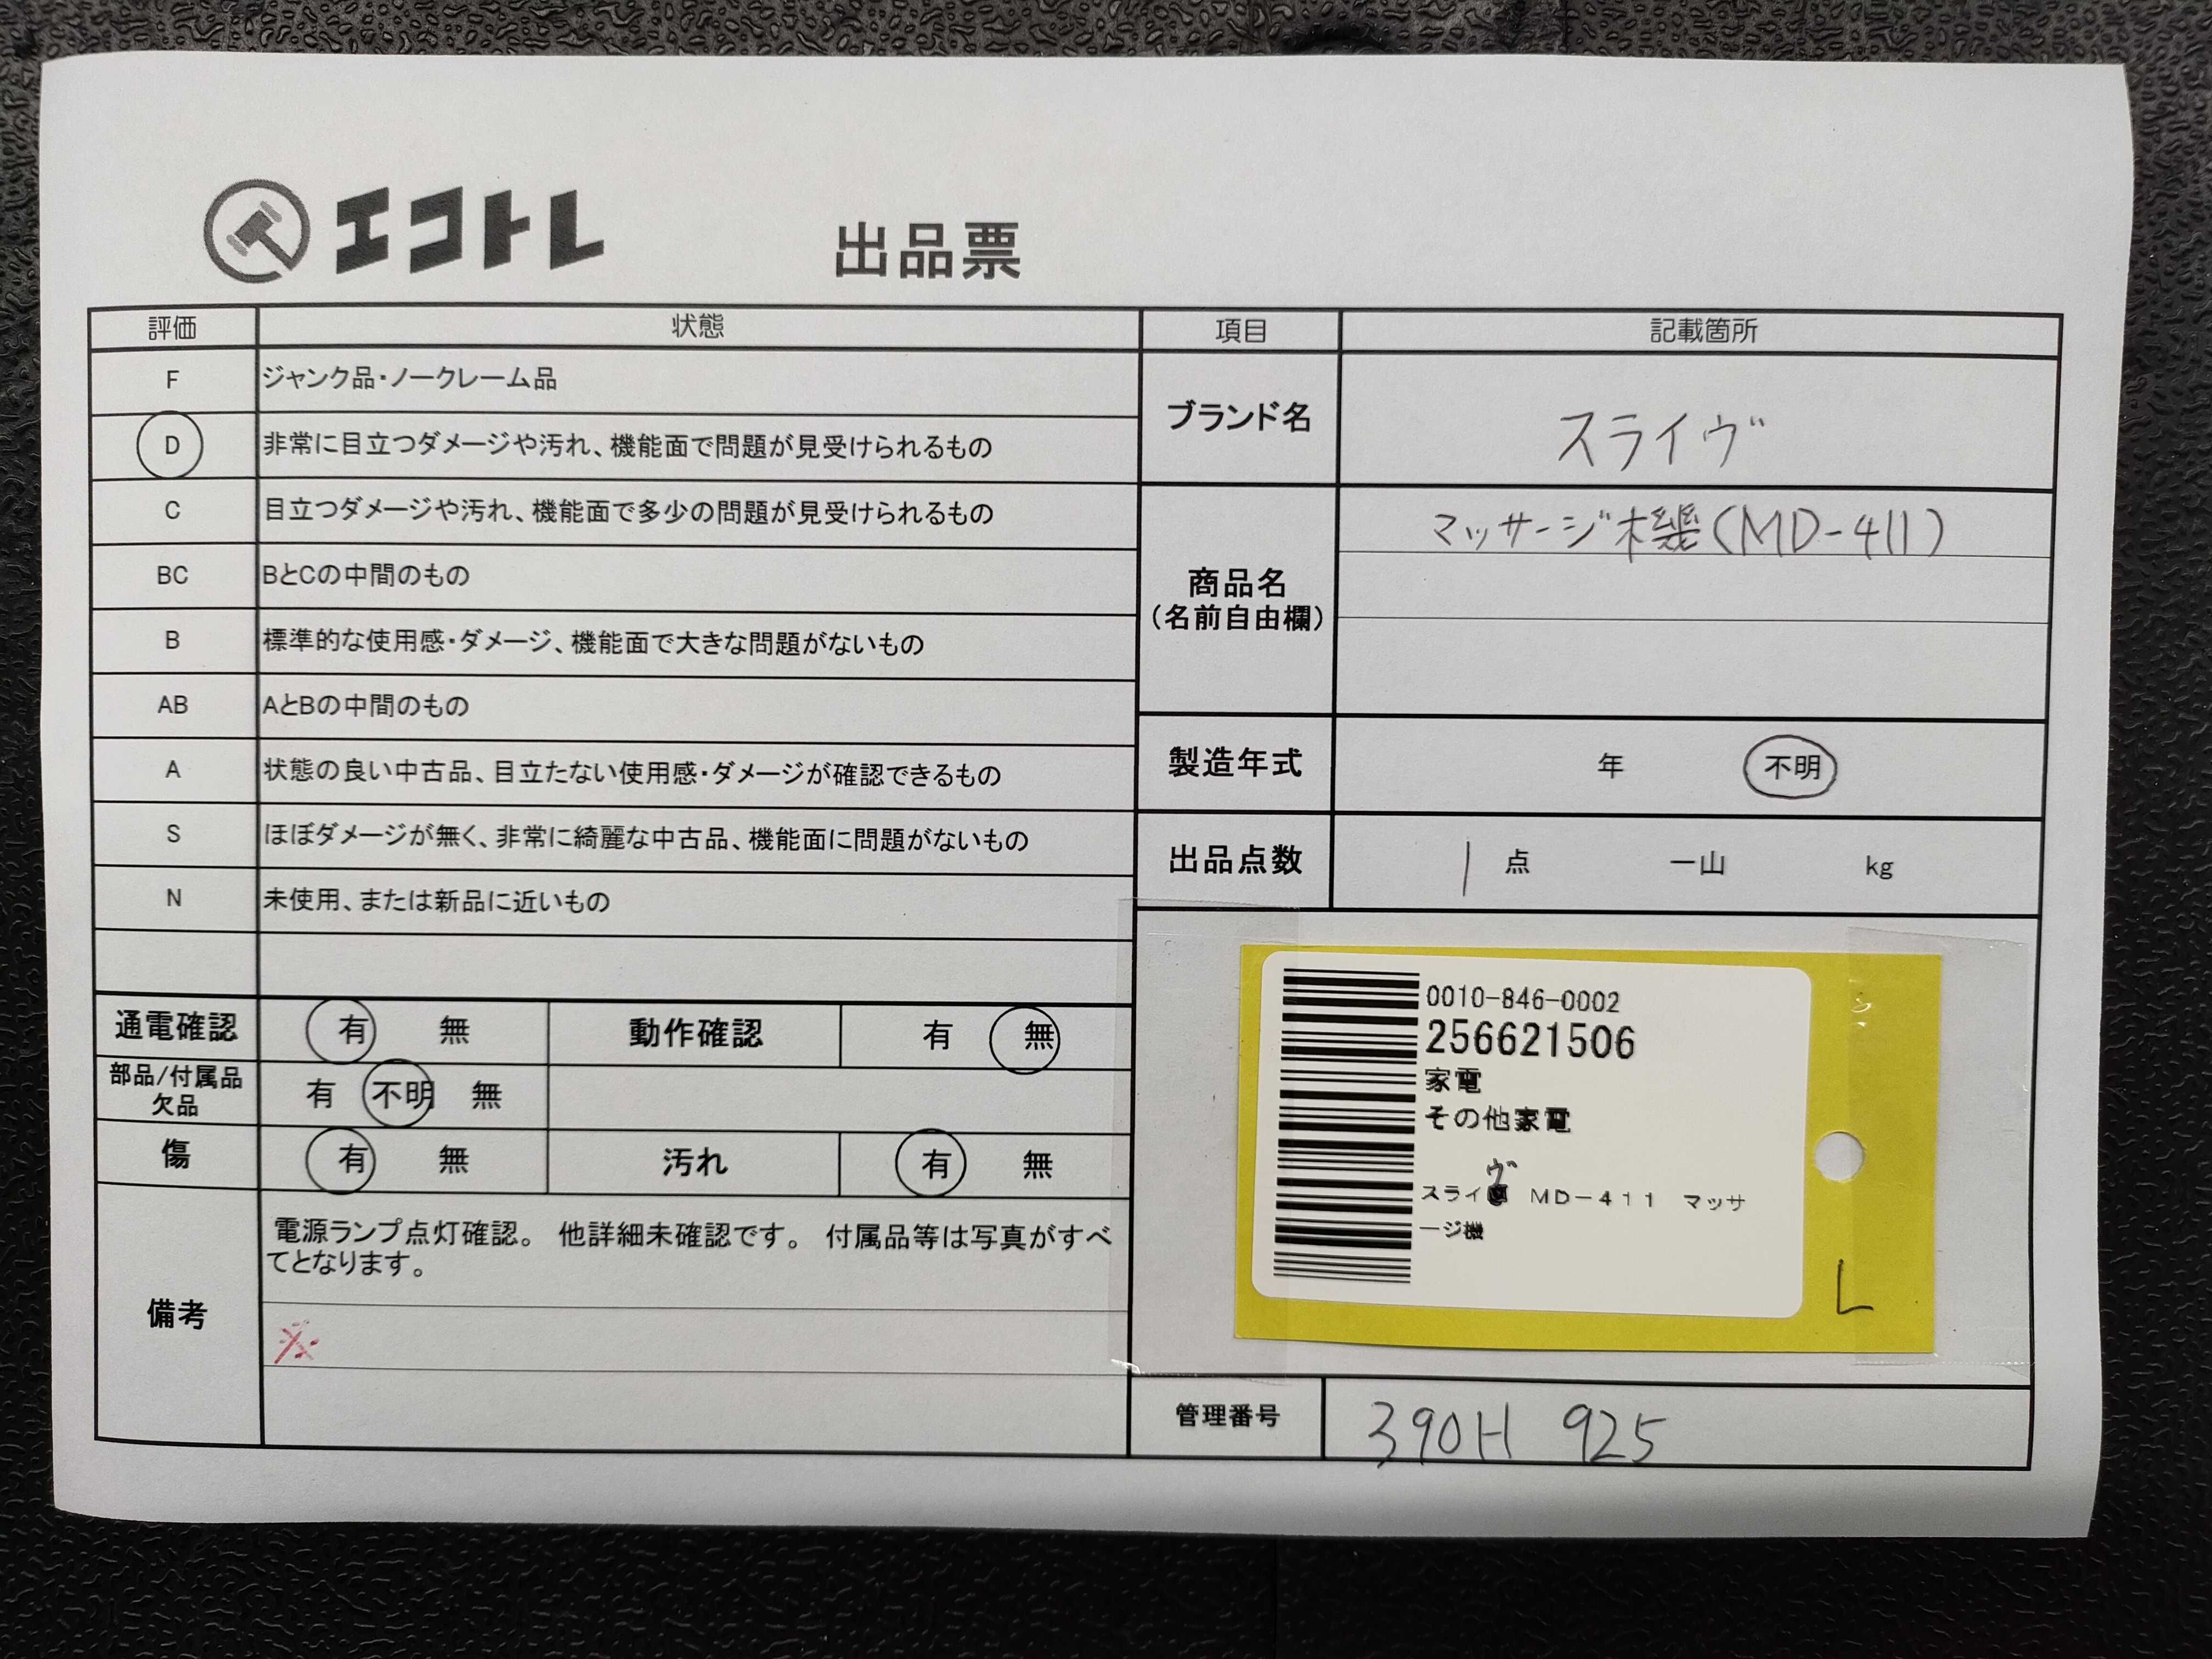 エコトレ
出品票
評価 状態
F ジャンク品・ノークレーム品
D 非常に目立つダメージや汚れ、機能面で問題が見受けられるもの
C 目立つダメージや汚れ、機能面で多少の問題が見受けられるもの
BC BとCの中間のもの
B 標準的な使用感・ダメージ、機能面で大きな問題がないもの
AB AとBの中間のもの
A 状態の良い中古品、目立たない使用感・ダメージが確認できるもの
S ほぼダメージが無く、非常に綺麗な中古品、機能面に問題がないもの
N 未使用、または新品に近いもの
通電確認 有 無 動作確認 有 無
部品/付属品
欠品 有 不明 無
傷 有 無 汚れ 有 無
備考
電源ランプ点灯確認。 他詳細未確認です。 付属品等は写真がすべ
てとなります。
※
項目 記載箇所
ブランド名 スライヴ
商品名
(名前自由欄)
マッサージ機(MD-411)
製造年式 年 不明
出品点数 1 点 一山 kg
0010-846-0002
256621506
家電
その他家電
スライヴ MD-411 マッサ
ージ機
L
管理番号 390H 925